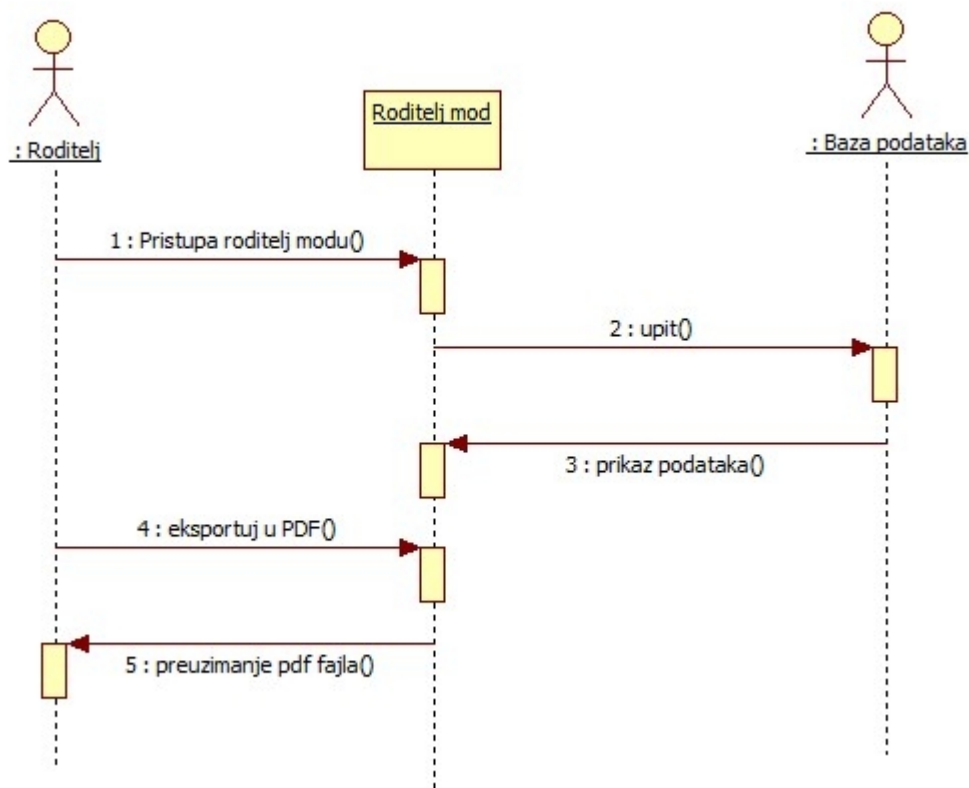 Roditelj mod
: Roditelj
: Baza podataka
1 : Pristupa roditelj modu()
2 : upit()
3 : prikaz podataka()
4 : eksportuj u PDF()
5 : preuzimanje pdf fajla()